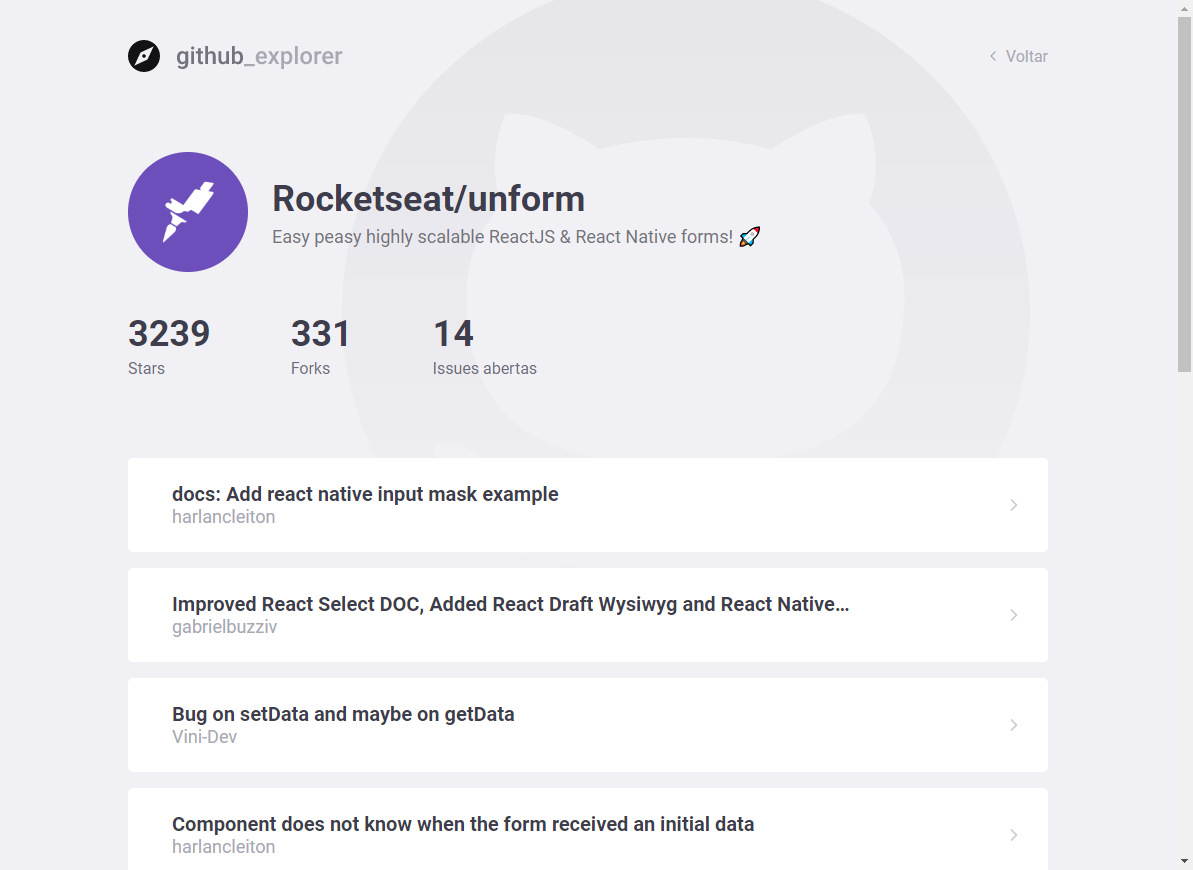 github_explorer
Voltar
Rocketseat/unform
Easy peasy highly scalable ReactJS & React Native forms! 🚀
3239
331
14
Stars
Forks
Issues abertas
docs: Add react native input mask example
harlancleiton
Improved React Select DOC, Added React Draft Wysiwyg and React Native...
gabrielbuzziv
Bug on setData and maybe on getData
Vini-Dev
Component does not know when the form received an initial data
harlancleiton